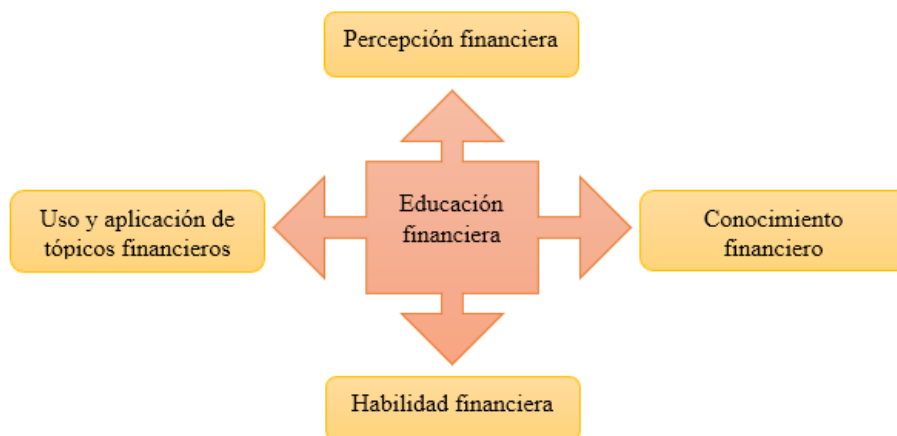 Percepción financiera
Uso y aplicación de
tópicos financieros
Educación
financiera
Conocimiento
financiero
Habilidad financiera